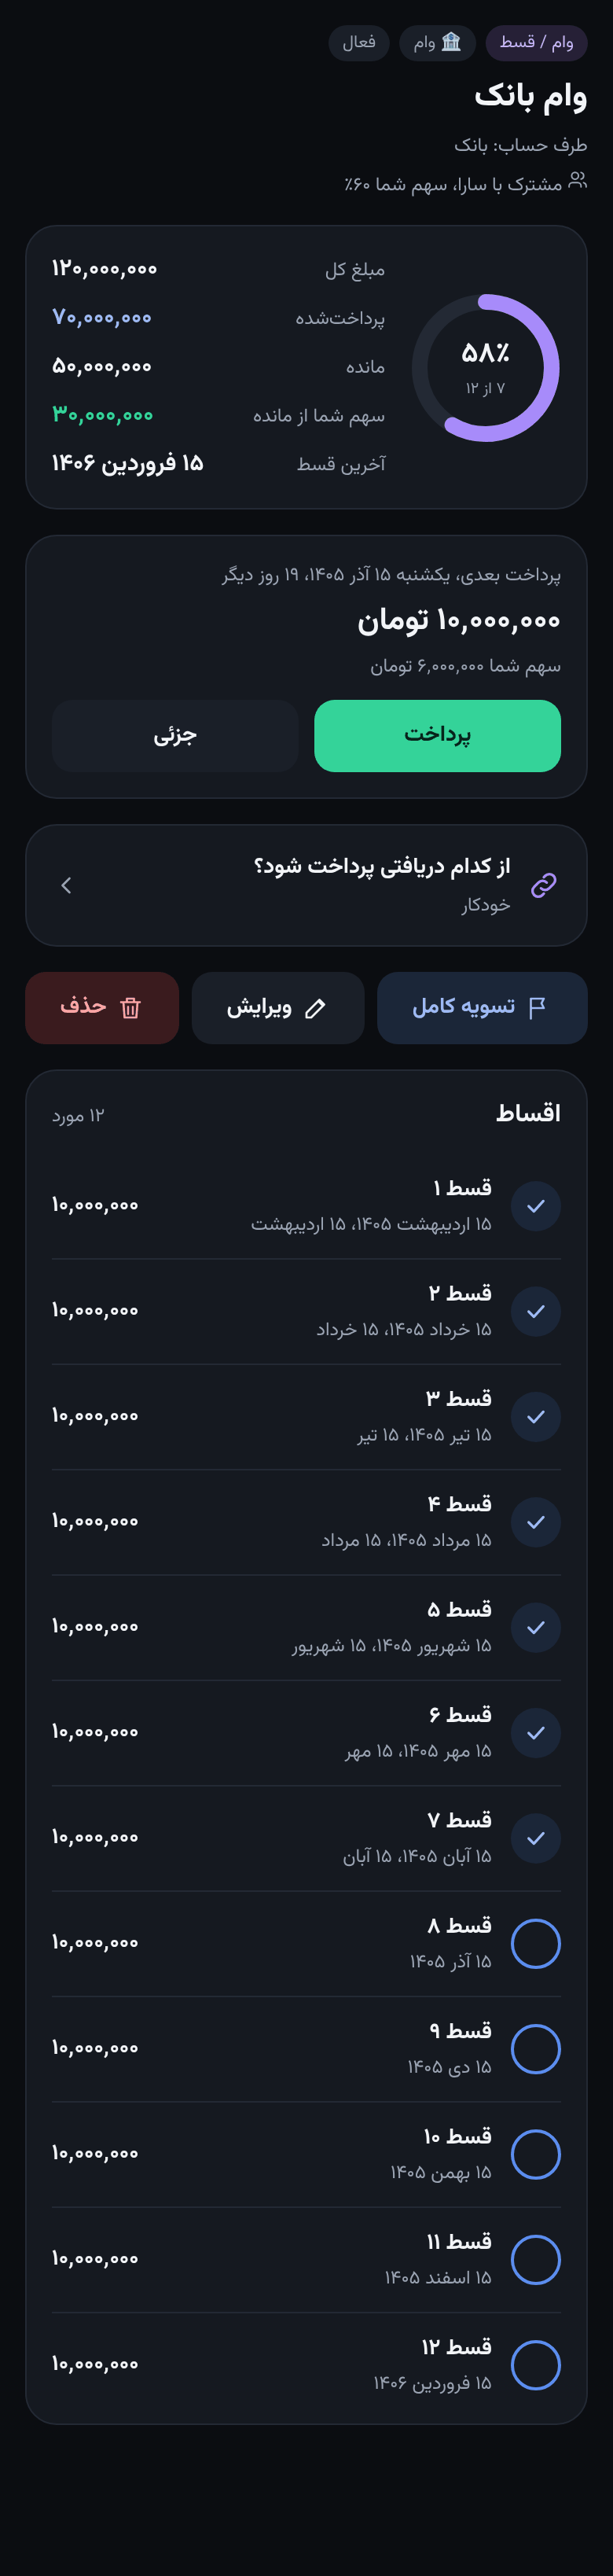 وام / قسط
🏦 وام
فعال
وام بانک
طرف حساب: بانک
مشترک با سارا، سهم شما ۶۰٪
۵۸٪
۷ از ۱۲
مبلغ کل ۱۲۰,۰۰۰,۰۰۰
پرداخت‌شده ۷۰,۰۰۰,۰۰۰
مانده ۵۰,۰۰۰,۰۰۰
سهم شما از مانده ۳۰,۰۰۰,۰۰۰
آخرین قسط ۱۵ فروردین ۱۴۰۶
پرداخت بعدی، یکشنبه ۱۵ آذر ۱۴۰۵، ۱۹ روز دیگر
۱۰,۰۰۰,۰۰۰ تومان
سهم شما ۶,۰۰۰,۰۰۰ تومان
پرداخت
جزئی
از کدام دریافتی پرداخت شود؟
خودکار
تسویه کامل
ویرایش
حذف
اقساط
۱۲ مورد
قسط ۱
۱۵ اردیبهشت ۱۴۰۵، ۱۵ اردیبهشت
۱۰,۰۰۰,۰۰۰
قسط ۲
۱۵ خرداد ۱۴۰۵، ۱۵ خرداد
۱۰,۰۰۰,۰۰۰
قسط ۳
۱۵ تیر ۱۴۰۵، ۱۵ تیر
۱۰,۰۰۰,۰۰۰
قسط ۴
۱۵ مرداد ۱۴۰۵، ۱۵ مرداد
۱۰,۰۰۰,۰۰۰
قسط ۵
۱۵ شهریور ۱۴۰۵، ۱۵ شهریور
۱۰,۰۰۰,۰۰۰
قسط ۶
۱۵ مهر ۱۴۰۵، ۱۵ مهر
۱۰,۰۰۰,۰۰۰
قسط ۷
۱۵ آبان ۱۴۰۵، ۱۵ آبان
۱۰,۰۰۰,۰۰۰
قسط ۸
۱۵ آذر ۱۴۰۵
۱۰,۰۰۰,۰۰۰
قسط ۹
۱۵ دی ۱۴۰۵
۱۰,۰۰۰,۰۰۰
قسط ۱۰
۱۵ بهمن ۱۴۰۵
۱۰,۰۰۰,۰۰۰
قسط ۱۱
۱۵ اسفند ۱۴۰۵
۱۰,۰۰۰,۰۰۰
قسط ۱۲
۱۵ فروردین ۱۴۰۶
۱۰,۰۰۰,۰۰۰